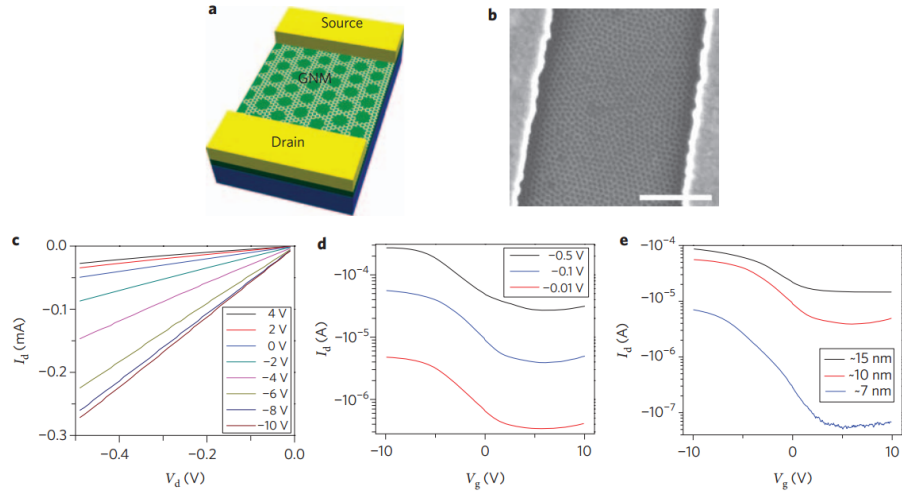 a
Source
GNM
Drain
b
c
0.0
−0.1
−0.2
−0.3
I_d (mA)
4 V
2 V
0 V
−2 V
−4 V
−6 V
−8 V
−10 V
−0.4
−0.2
0.0
V_d (V)
d
−10⁻⁴
−10⁻⁵
−10⁻⁶
I_d (A)
−0.5 V
−0.1 V
−0.01 V
−10
0
10
V_g (V)
e
−10⁻⁴
−10⁻⁵
−10⁻⁶
−10⁻⁷
I_d (A)
~15 nm
~10 nm
~7 nm
−10
0
10
V_g (V)